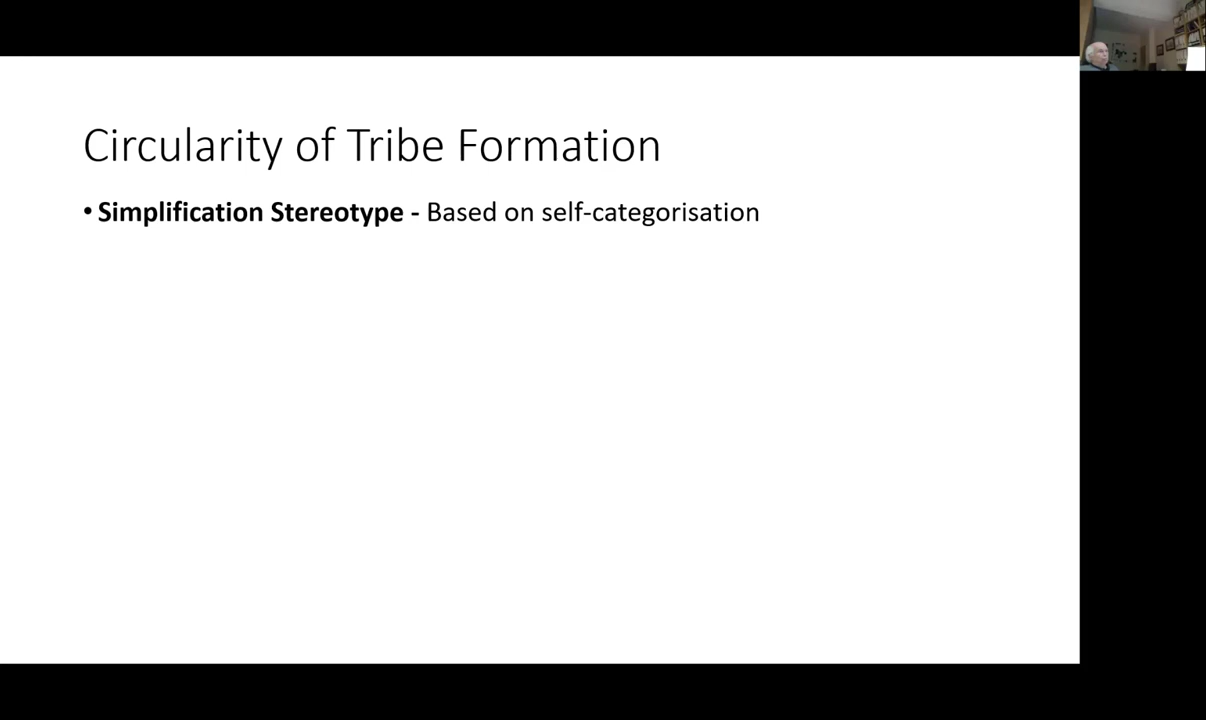 Circularity of Tribe Formation
• Simplification Stereotype - Based on self-categorisation